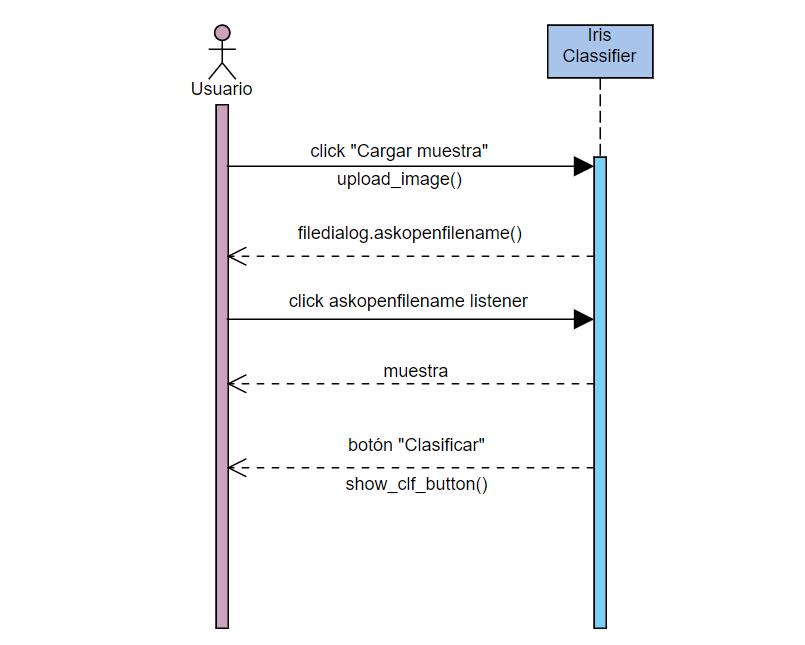 Iris
Classifier
Usuario
click "Cargar muestra"
upload_image()
filedialog.askopenfilename()
click askopenfilename listener
muestra
botón "Clasificar"
show_clf_button()